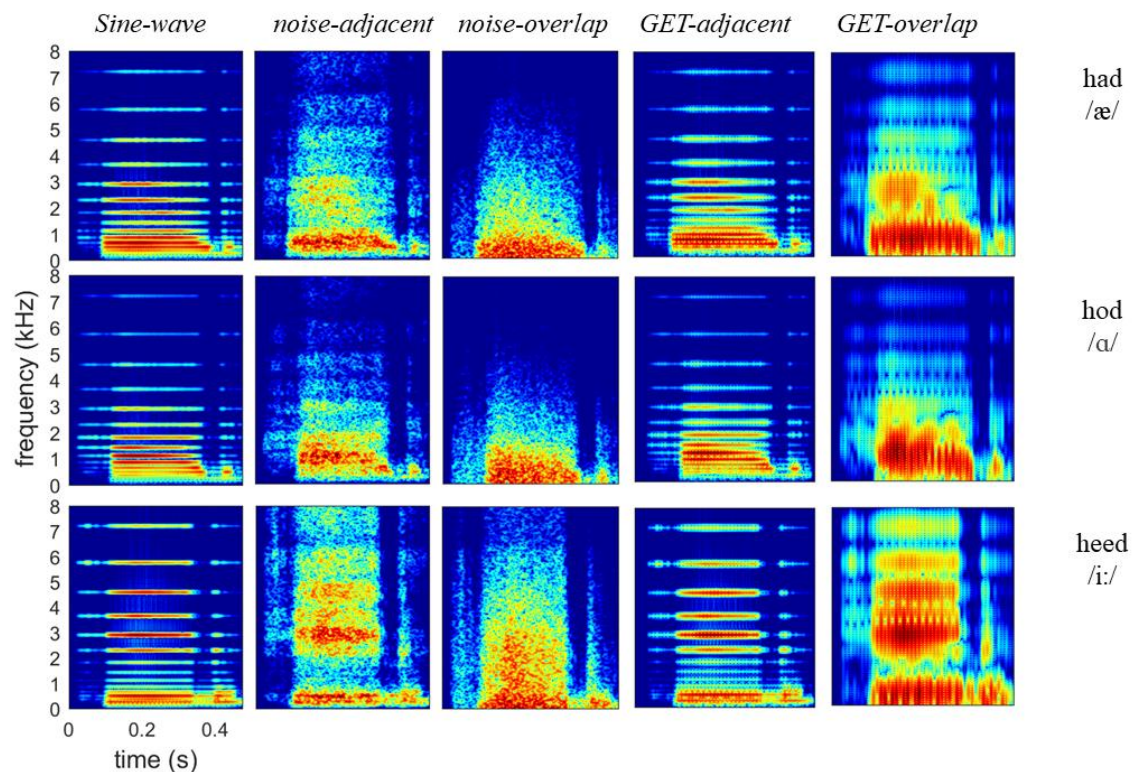 Sine-wave noise-adjacent noise-overlap GET-adjacent GET-overlap
frequency (kHz)
8
7
6
5
4
3
2
1
0
had
/æ/
8
7
6
5
4
3
2
1
0
hod
/ɑ/
8
7
6
5
4
3
2
1
0
heed
/i:/
0 0.2 0.4
time (s)